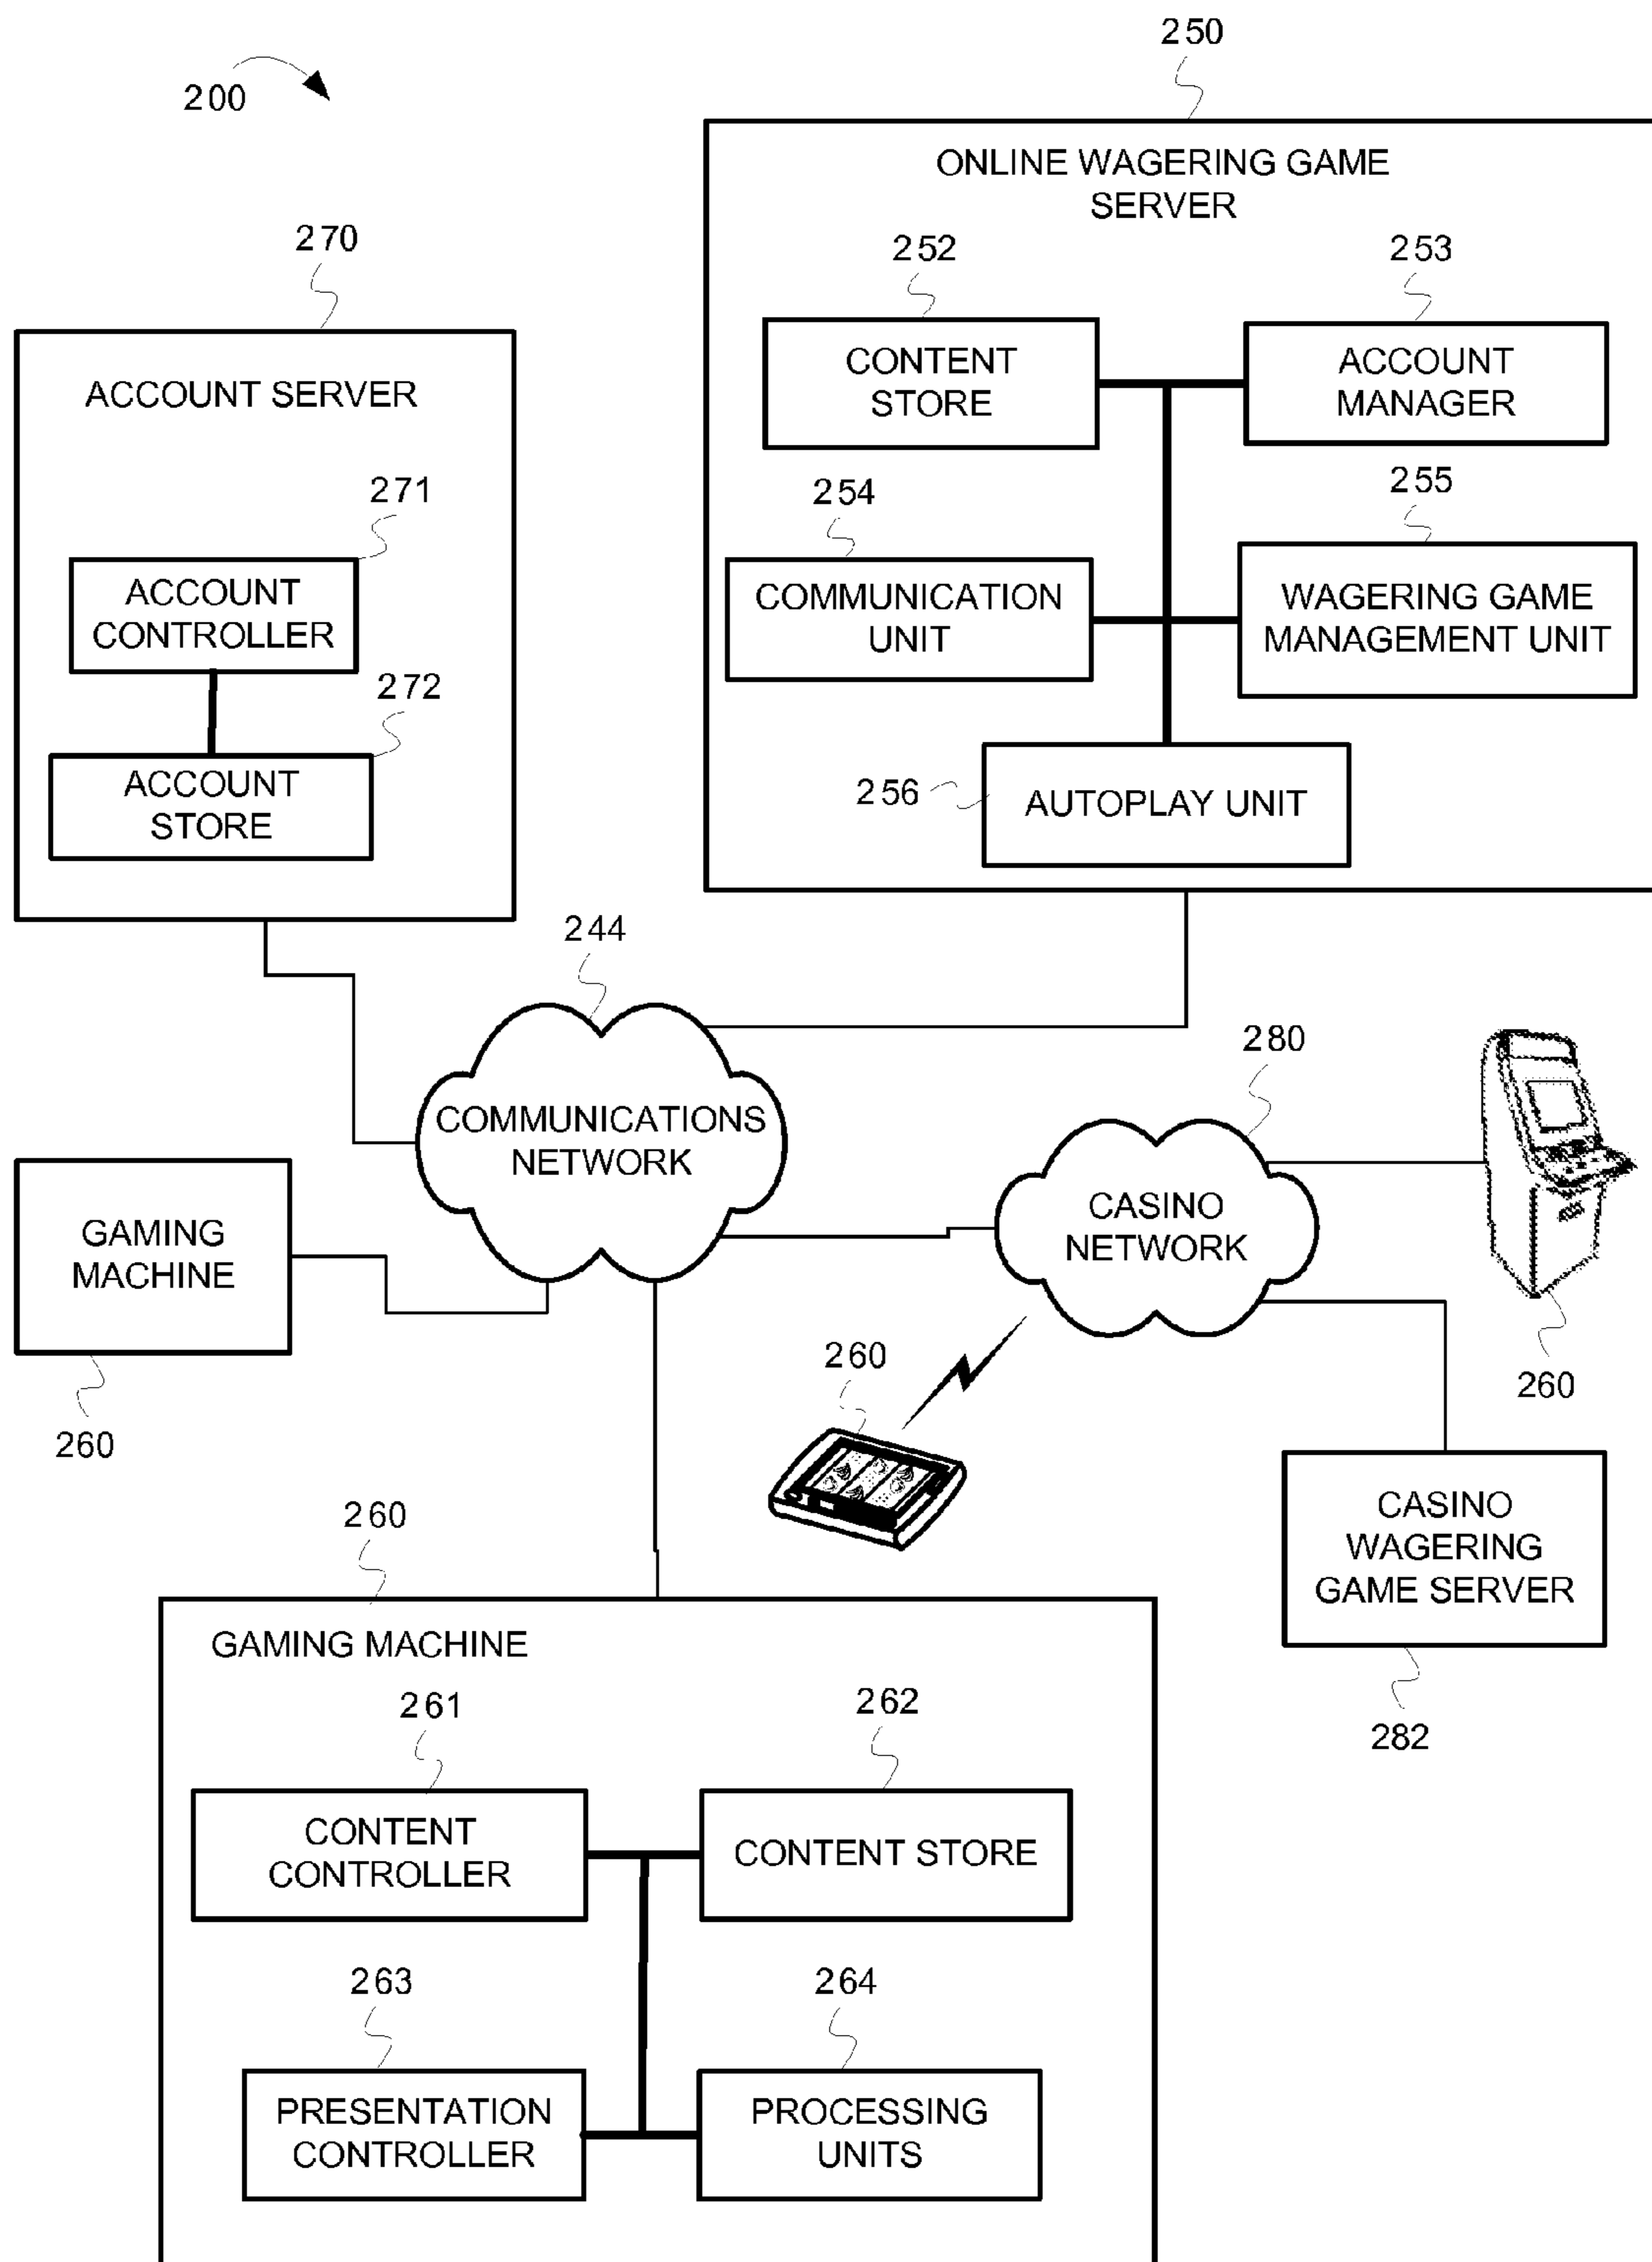 250
200
ONLINE WAGERING GAME
SERVER
270
252
253
ACCOUNT SERVER
CONTENT
STORE
ACCOUNT
MANAGER
271
254
255
ACCOUNT
CONTROLLER
COMMUNICATION
UNIT
WAGERING GAME
MANAGEMENT UNIT
272
ACCOUNT
STORE
256
AUTOPLAY UNIT
244
280
COMMUNICATIONS
NETWORK
CASINO
NETWORK
GAMING
MACHINE
260
260
260
CASINO
WAGERING
GAME SERVER
282
260
GAMING MACHINE
261
262
CONTENT
CONTROLLER
CONTENT STORE
263
264
PRESENTATION
CONTROLLER
PROCESSING
UNITS